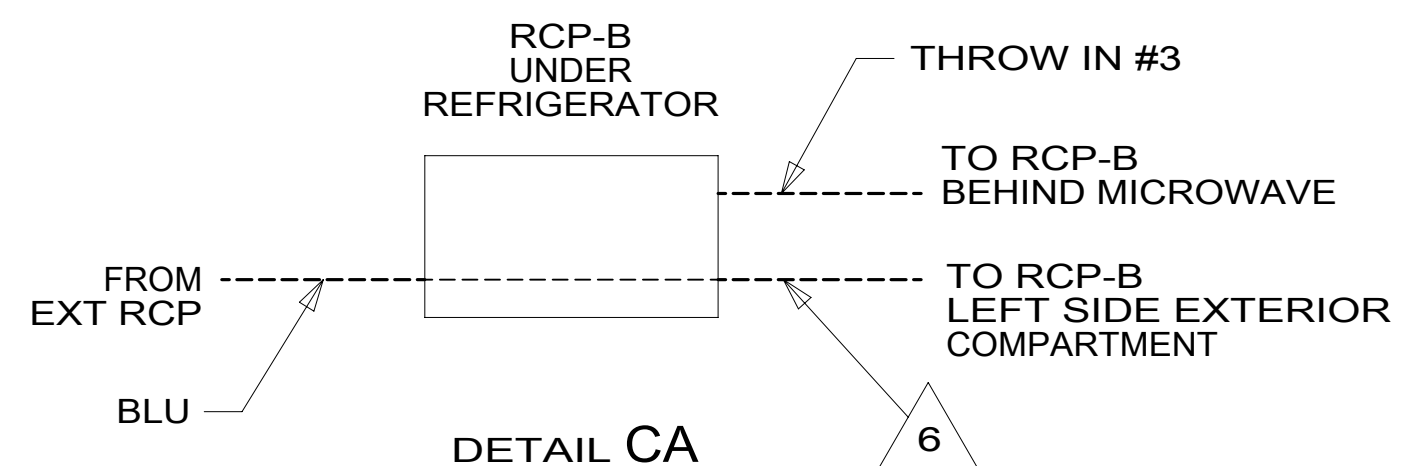 RCP-B
UNDER
REFRIGERATOR
THROW IN #3
TO RCP-B
BEHIND MICROWAVE
FROM
EXT RCP
TO RCP-B
LEFT SIDE EXTERIOR
COMPARTMENT
BLU
6
DETAIL CA